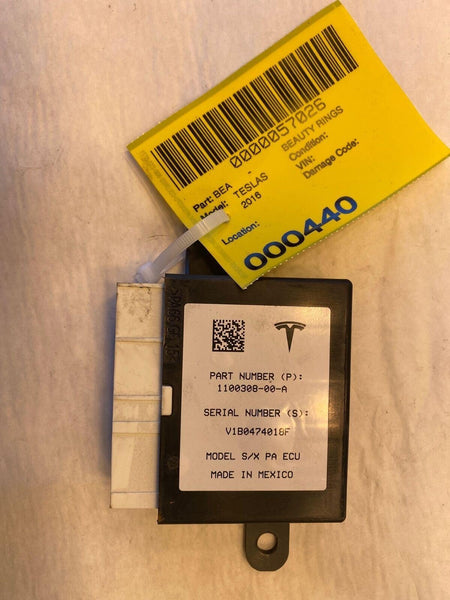 0000057026
Part: BEA - BEAUTY RINGS
Model: TESLAS Condition:
2016 VIN:
Damage Code:
Location:
000440
PART NUMBER (P):
1100308-00-A
SERIAL NUMBER (S):
V1B0474018F
MODEL S/X PA ECU
MADE IN MEXICO